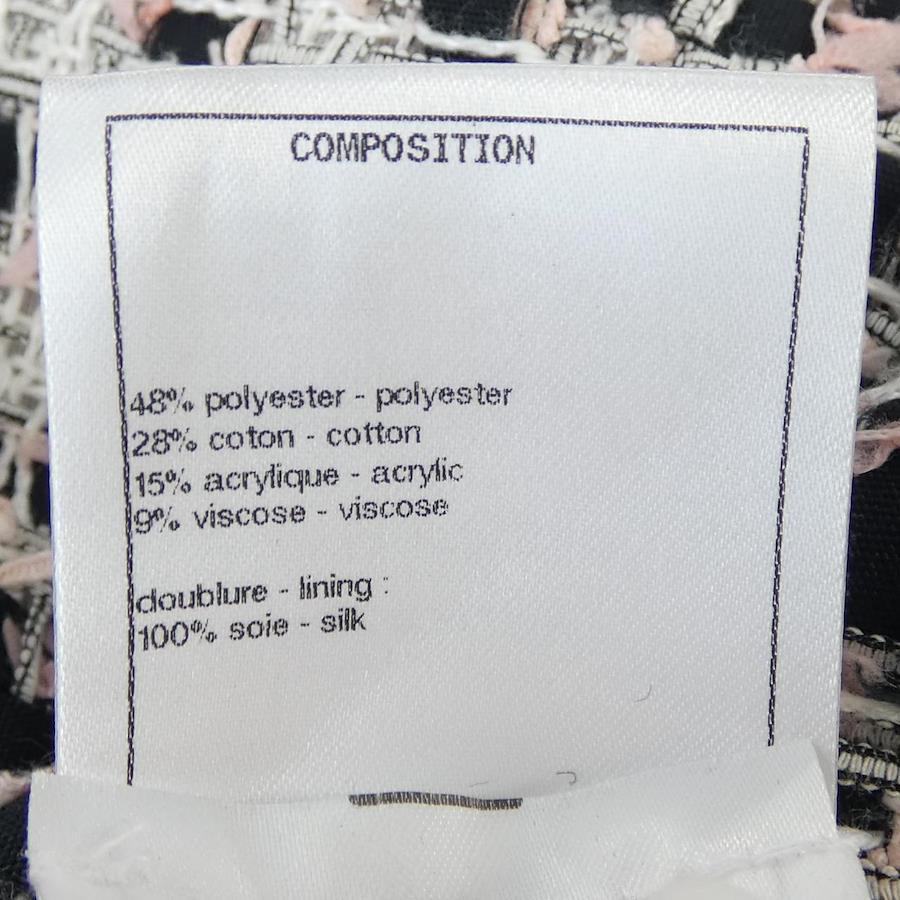 COMPOSITION
48% polyester - polyester
28% coton - cotton
15% acrylique - acrylic
9% viscose - viscose
doublure - lining :
100% soie - silk